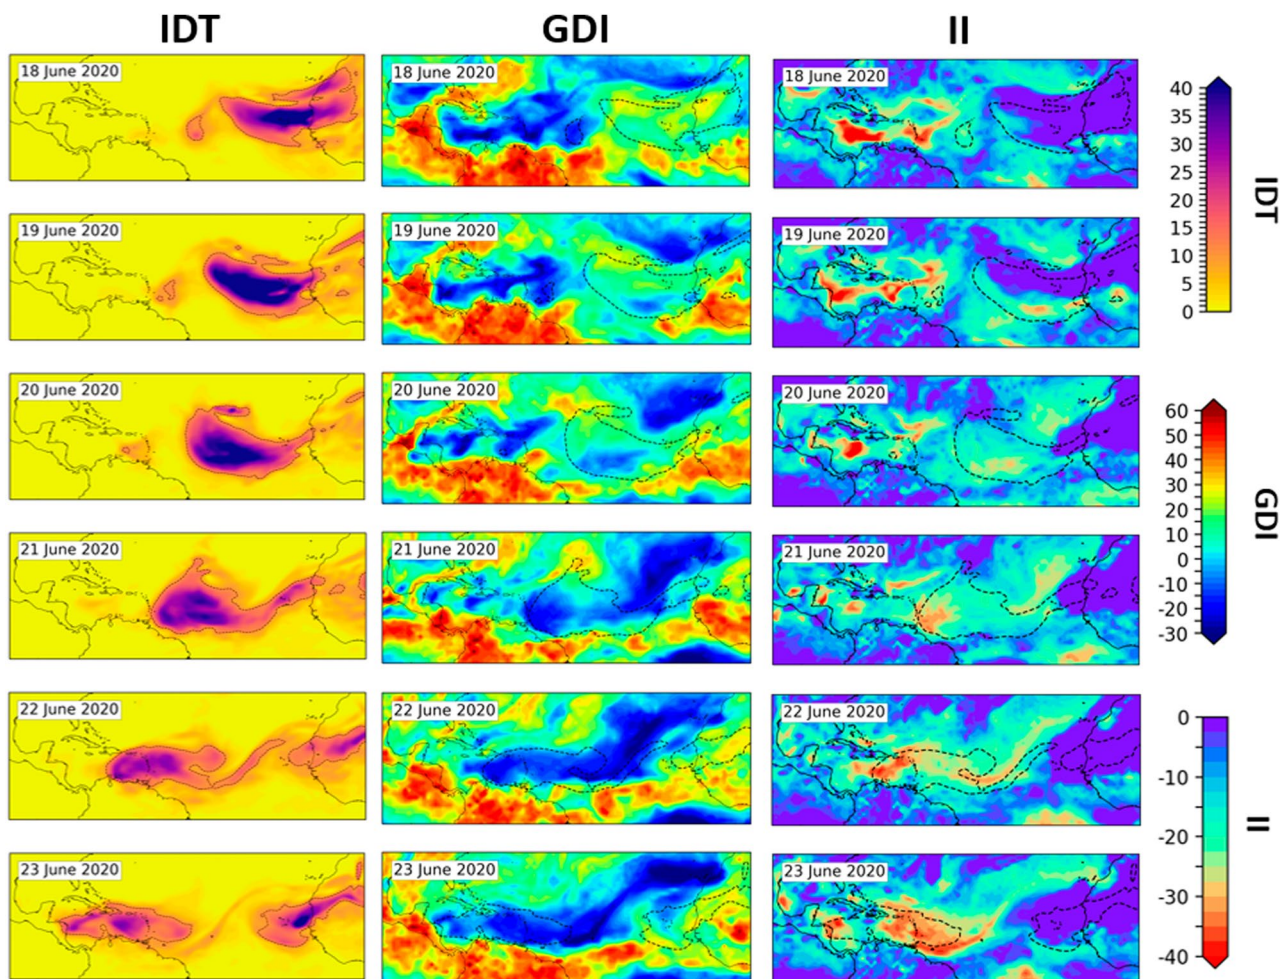 IDT GDI II
18 June 2020 18 June 2020 18 June 2020
19 June 2020 19 June 2020 19 June 2020
20 June 2020 20 June 2020 20 June 2020
21 June 2020 21 June 2020 21 June 2020
22 June 2020 22 June 2020 22 June 2020
23 June 2020 23 June 2020 23 June 2020
40
35
30
25
20
15
10
5
0
IDT
60
50
40
30
20
10
0
-10
-20
-30
GDI
0
-10
-20
-30
-40
II